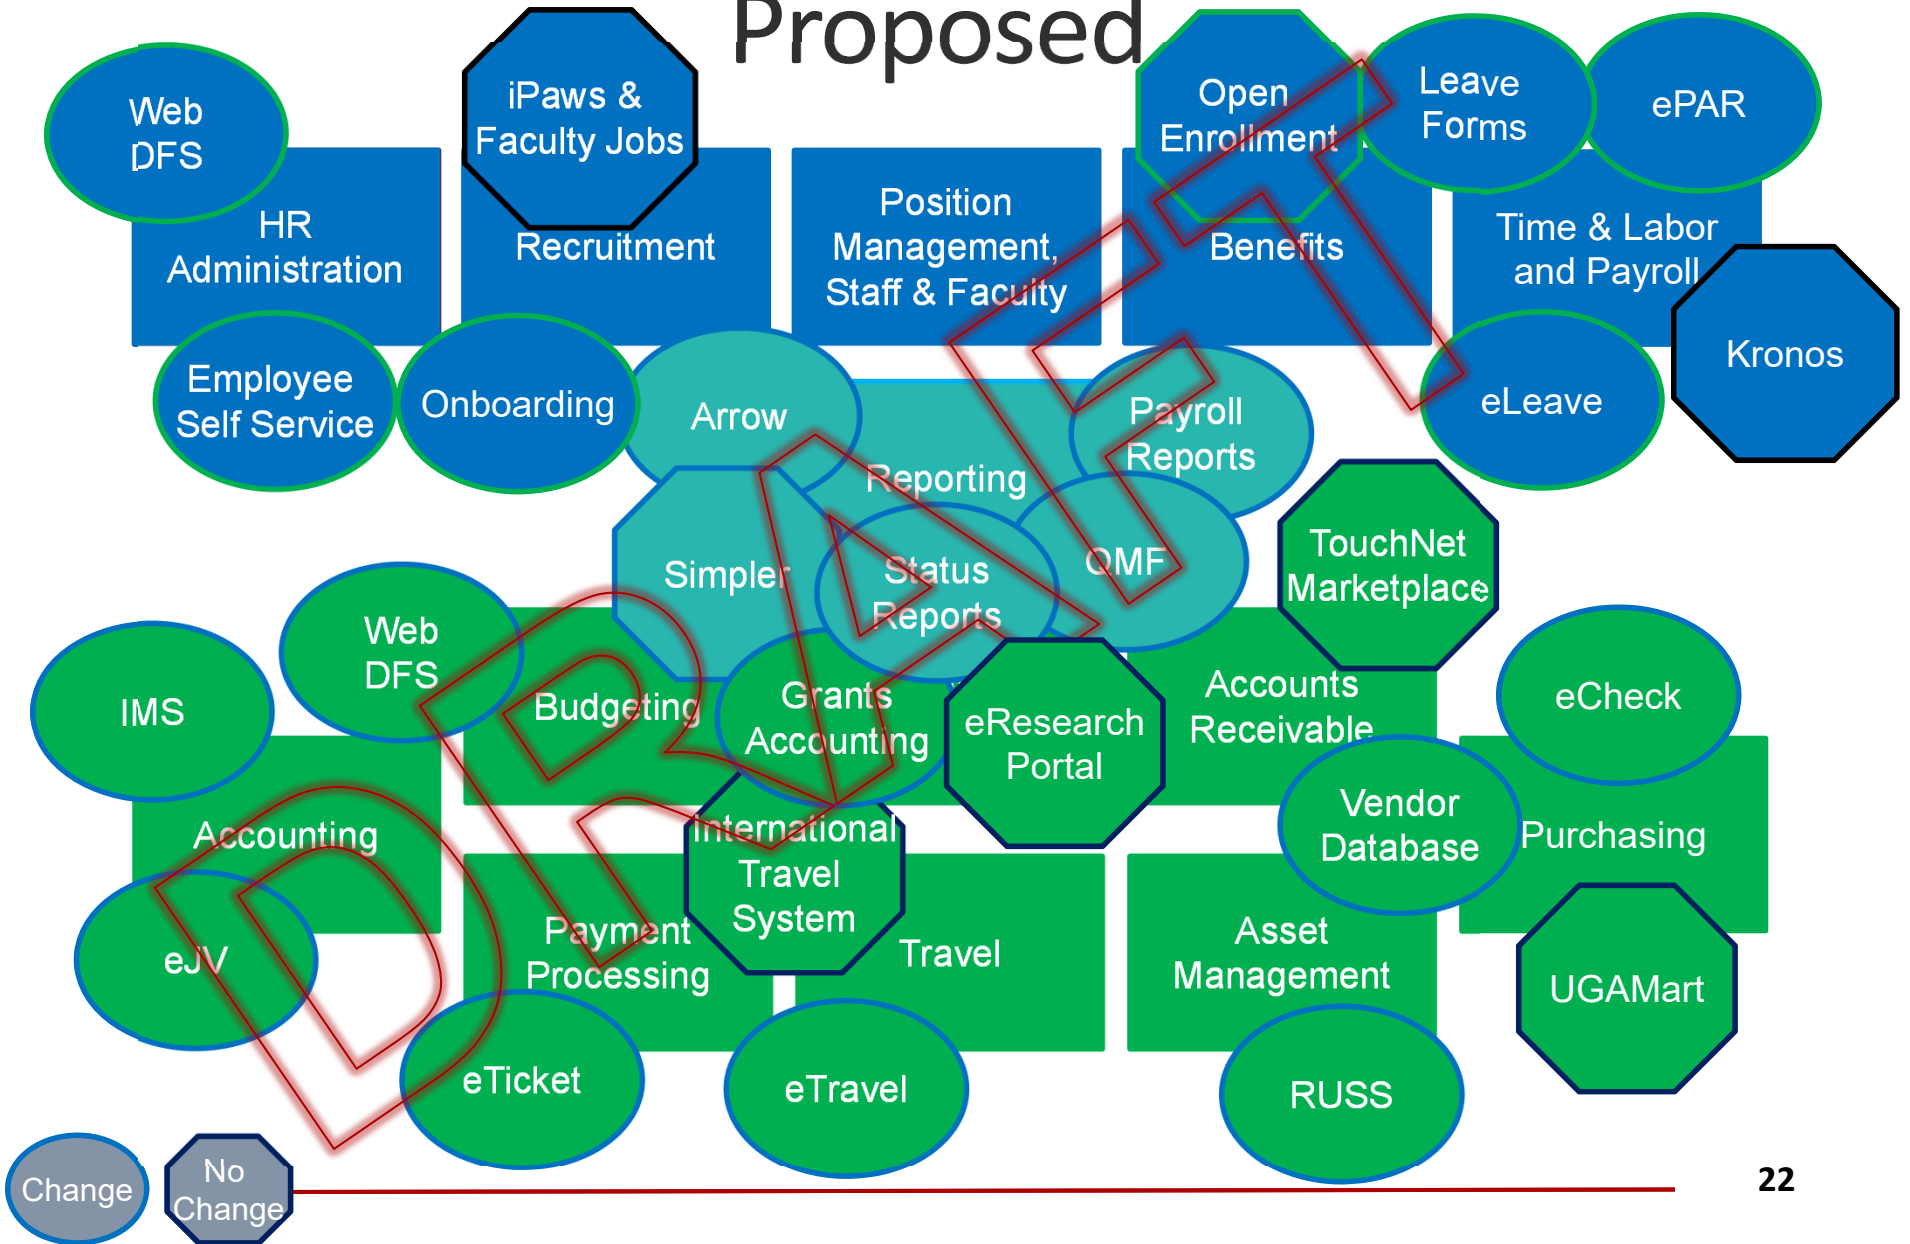 Proposed
Web
DFS
iPaws &
Faculty Jobs
Open
Enrollment
Leave
Forms
ePAR
HR
Administration
Recruitment
Position
Management,
Staff & Faculty
Benefits
Time & Labor
and Payroll
Kronos
Employee
Self Service
Onboarding
Arrow
Reporting
Payroll
Reports
eLeave
Simpler
Status
Reports
QMF
TouchNet
Marketplace
IMS
Web
DFS
Budgeting
Grants
Accounting
eResearch
Portal
Accounts
Receivable
eCheck
Accounting
International
Travel
System
Vendor
Database
Purchasing
eJV
Payment
Processing
Travel
Asset
Management
UGAMart
eTicket
eTravel
RUSS
DRAFT
Change
No
Change
22